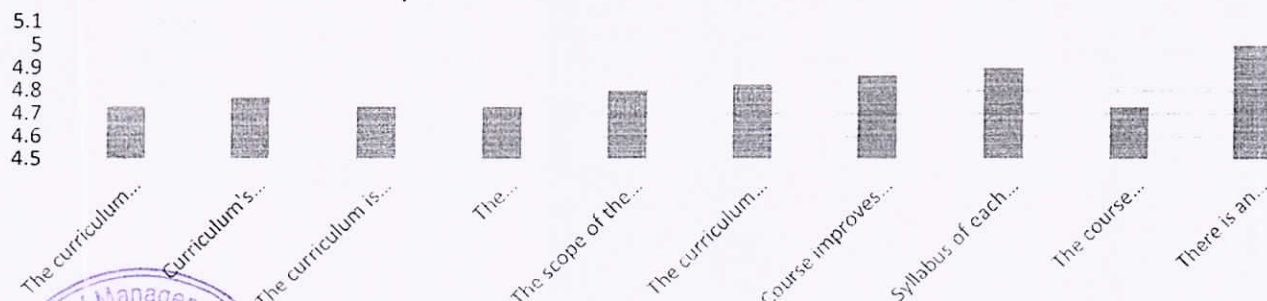 5.1
5
4.9
4.8
4.7
4.6
4.5
The curriculum...
Curriculum's...
The curriculum is...
The...
The scope of the...
The curriculum...
Course improves...
Syllabus of each...
The course...
There is an...